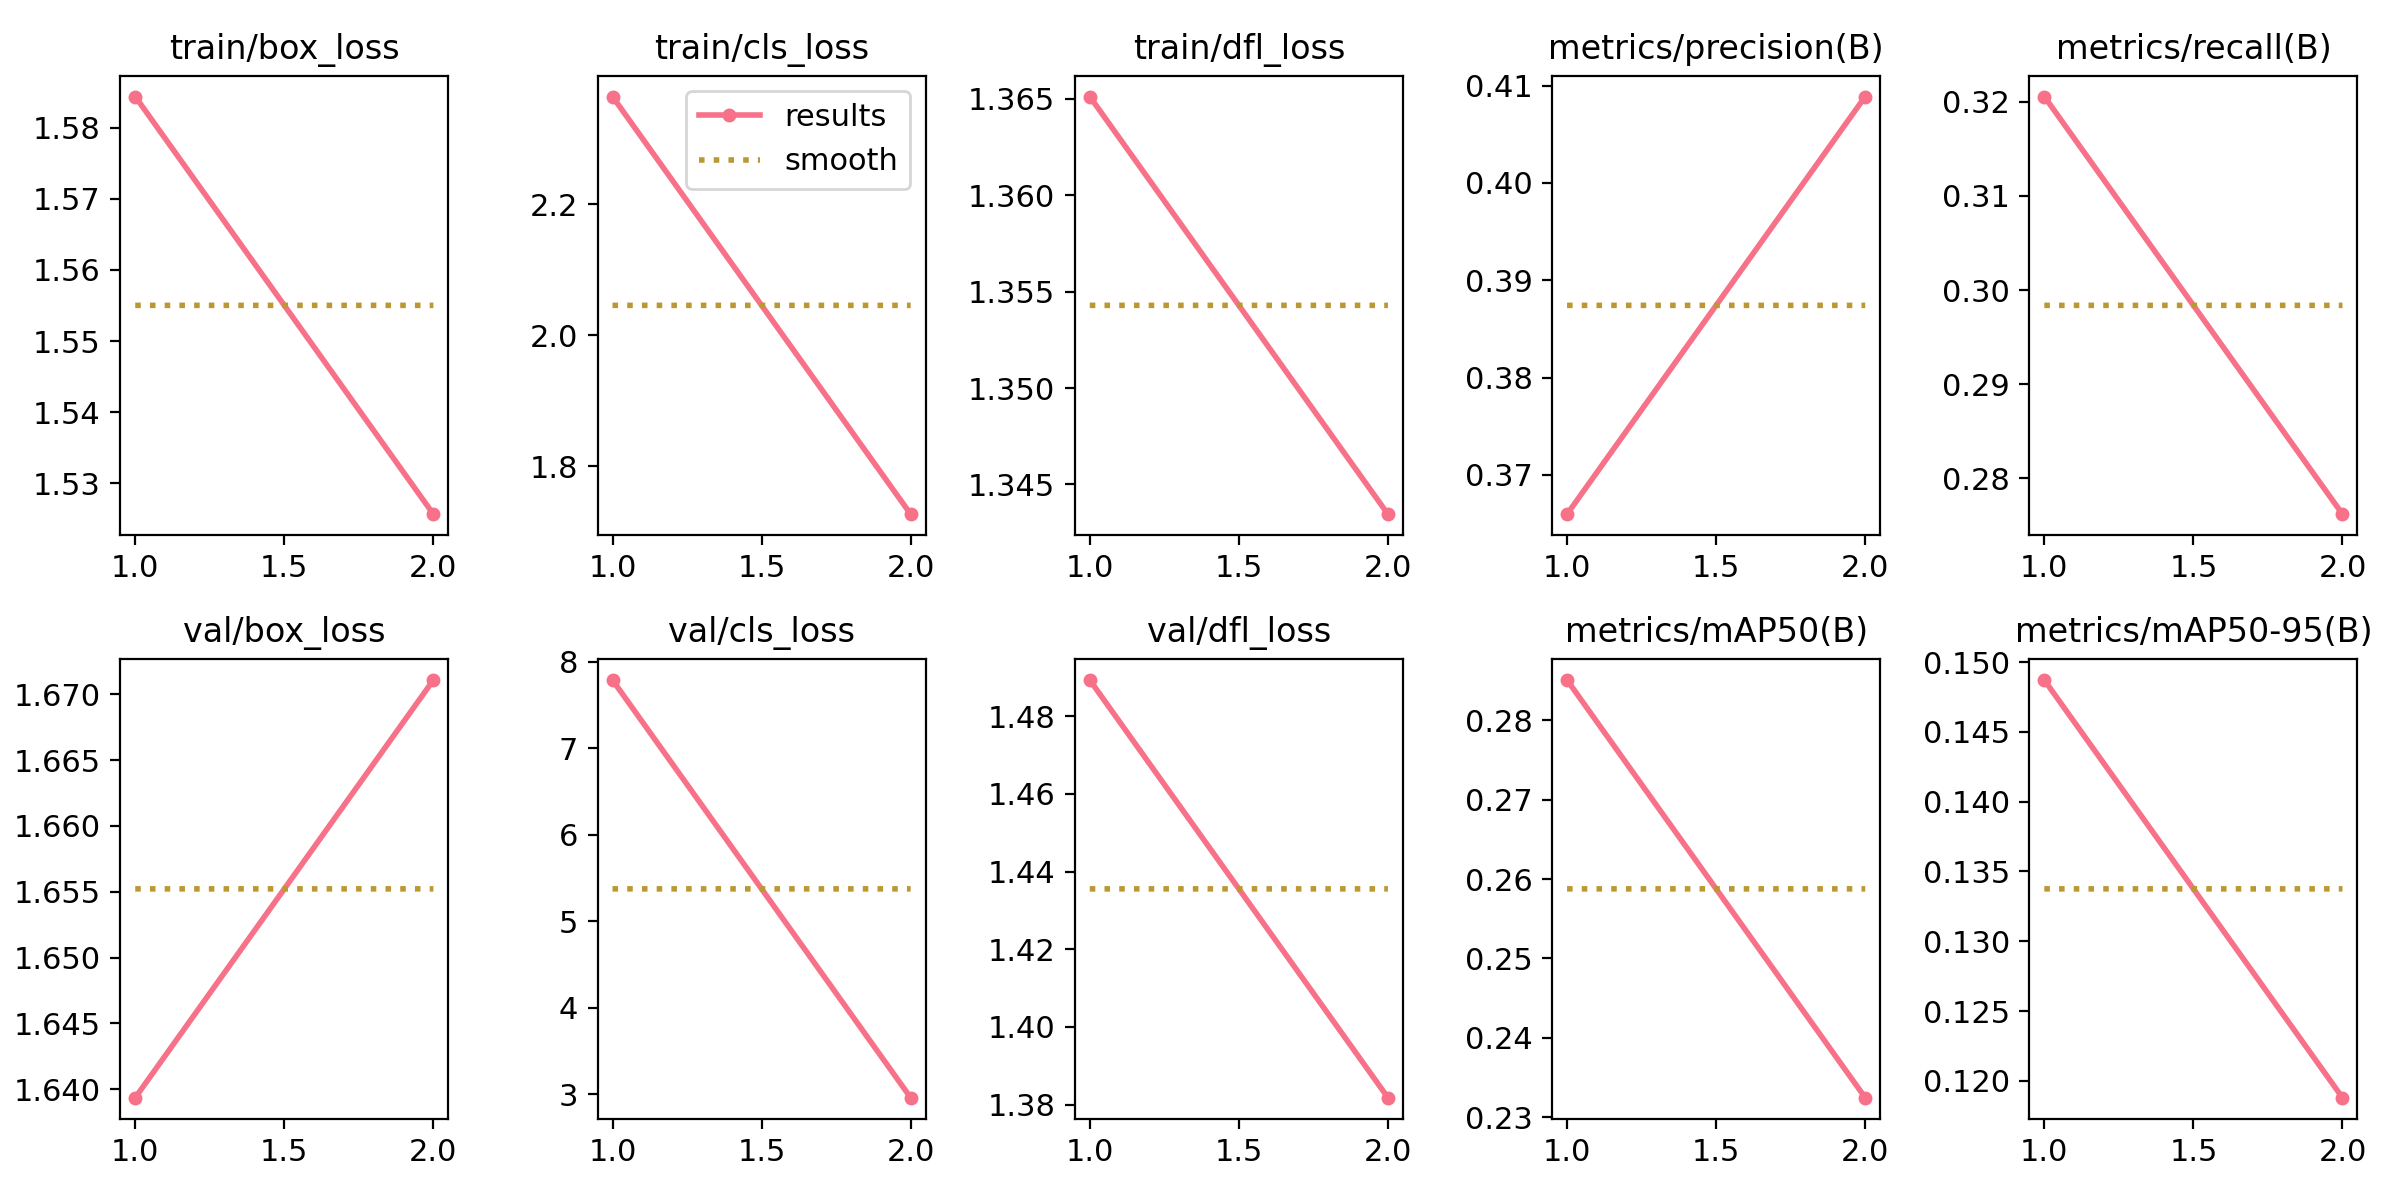 train/box_loss
1.58
1.57
1.56
1.55
1.54
1.53
1.0 1.5 2.0
train/cls_loss
results
smooth
2.2
2.0
1.8
1.0 1.5 2.0
train/dfl_loss
1.365
1.360
1.355
1.350
1.345
1.0 1.5 2.0
metrics/precision(B)
0.41
0.40
0.39
0.38
0.37
1.0 1.5 2.0
metrics/recall(B)
0.32
0.31
0.30
0.29
0.28
1.0 1.5 2.0
val/box_loss
1.670
1.665
1.660
1.655
1.650
1.645
1.640
1.0 1.5 2.0
val/cls_loss
8
7
6
5
4
3
1.0 1.5 2.0
val/dfl_loss
1.48
1.46
1.44
1.42
1.40
1.38
1.0 1.5 2.0
metrics/mAP50(B)
0.28
0.27
0.26
0.25
0.24
0.23
1.0 1.5 2.0
metrics/mAP50-95(B)
0.150
0.145
0.140
0.135
0.130
0.125
0.120
1.0 1.5 2.0